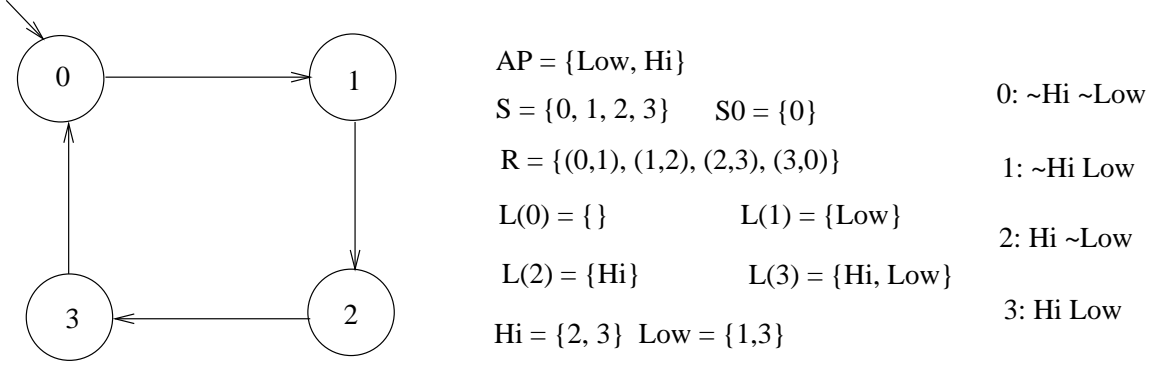 0
1
2
3
AP = {Low, Hi}
S = {0, 1, 2, 3} S0 = {0}
R = {(0,1), (1,2), (2,3), (3,0)}
L(0) = {} L(1) = {Low}
L(2) = {Hi} L(3) = {Hi, Low}
Hi = {2, 3} Low = {1,3}
0: ~Hi ~Low
1: ~Hi Low
2: Hi ~Low
3: Hi Low